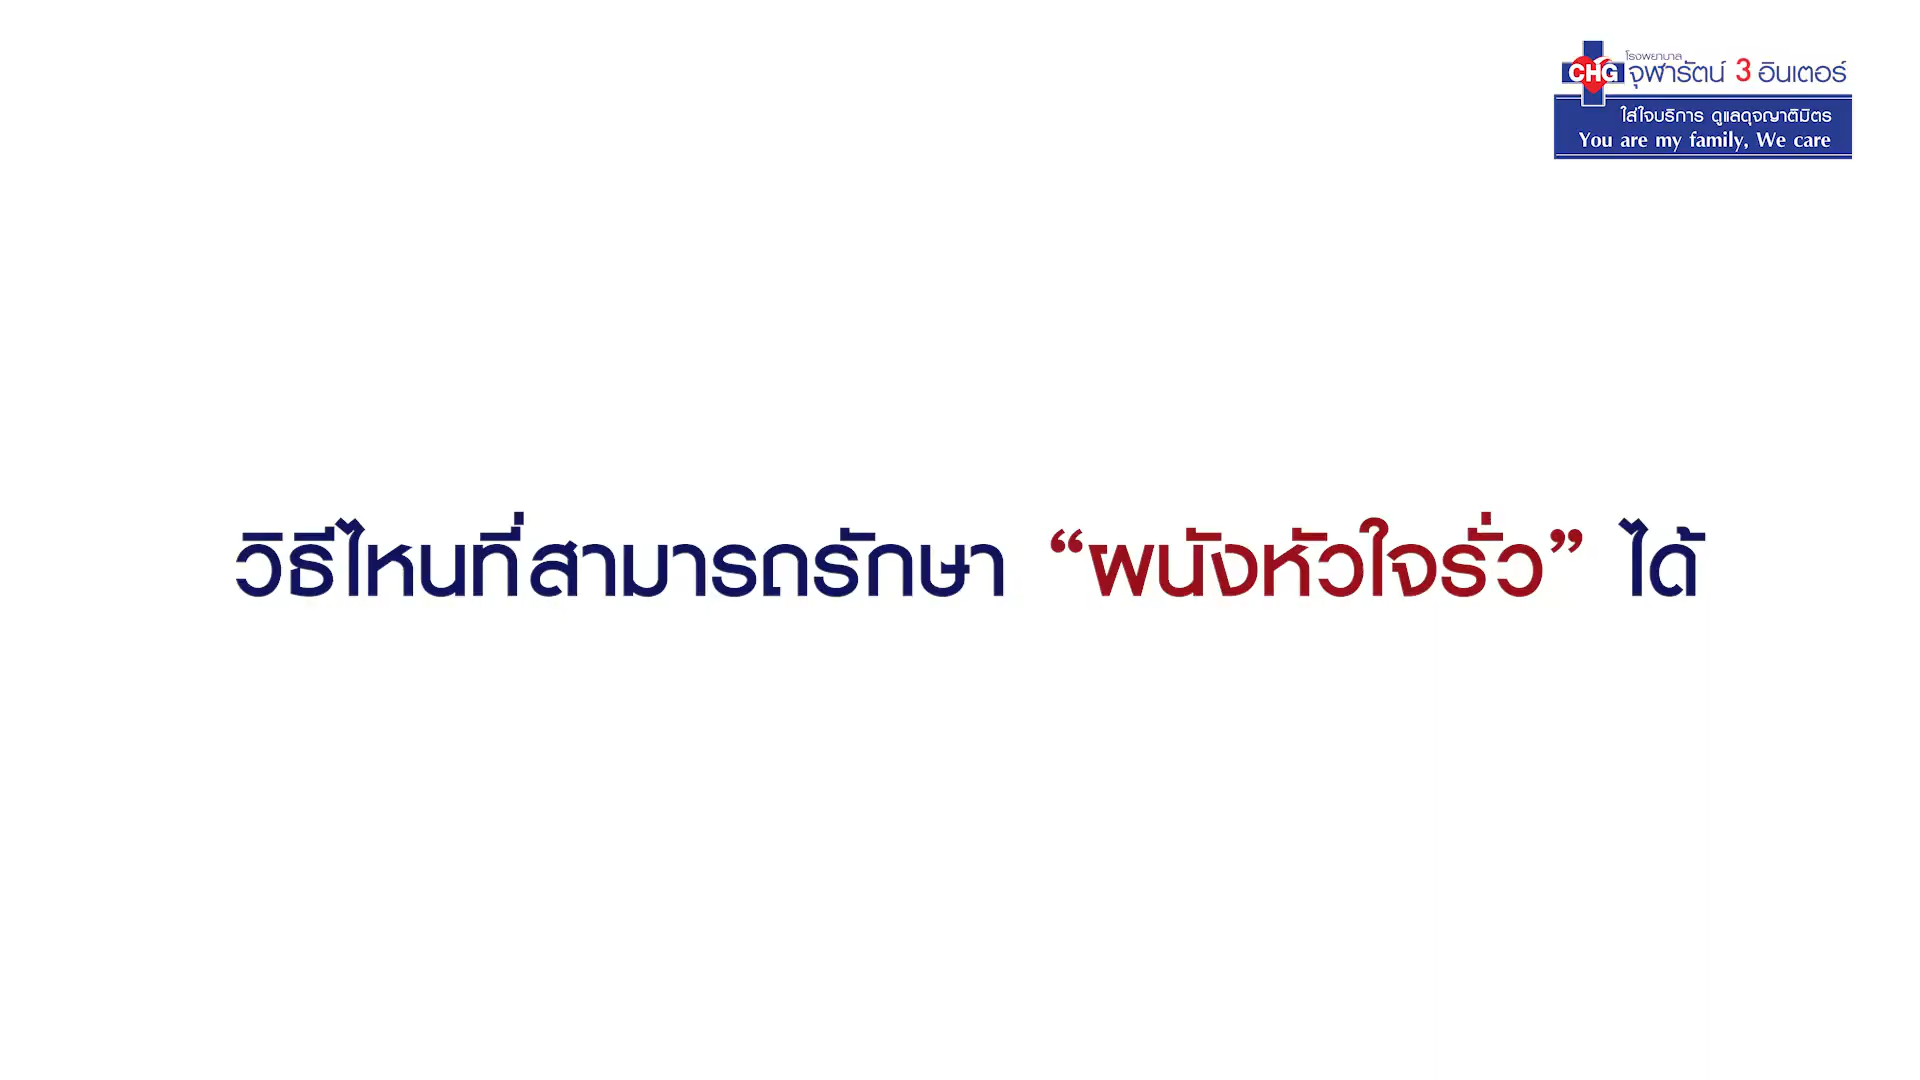 โรงพยาบาล
CHG จุฬารัตน์ 3 อินเตอร์
ใส่ใจบริการ ดูแลดุจญาติมิตร
You are my family, We care
วิธีไหนที่สามารถรักษา “ผนังหัวใจรั่ว” ได้